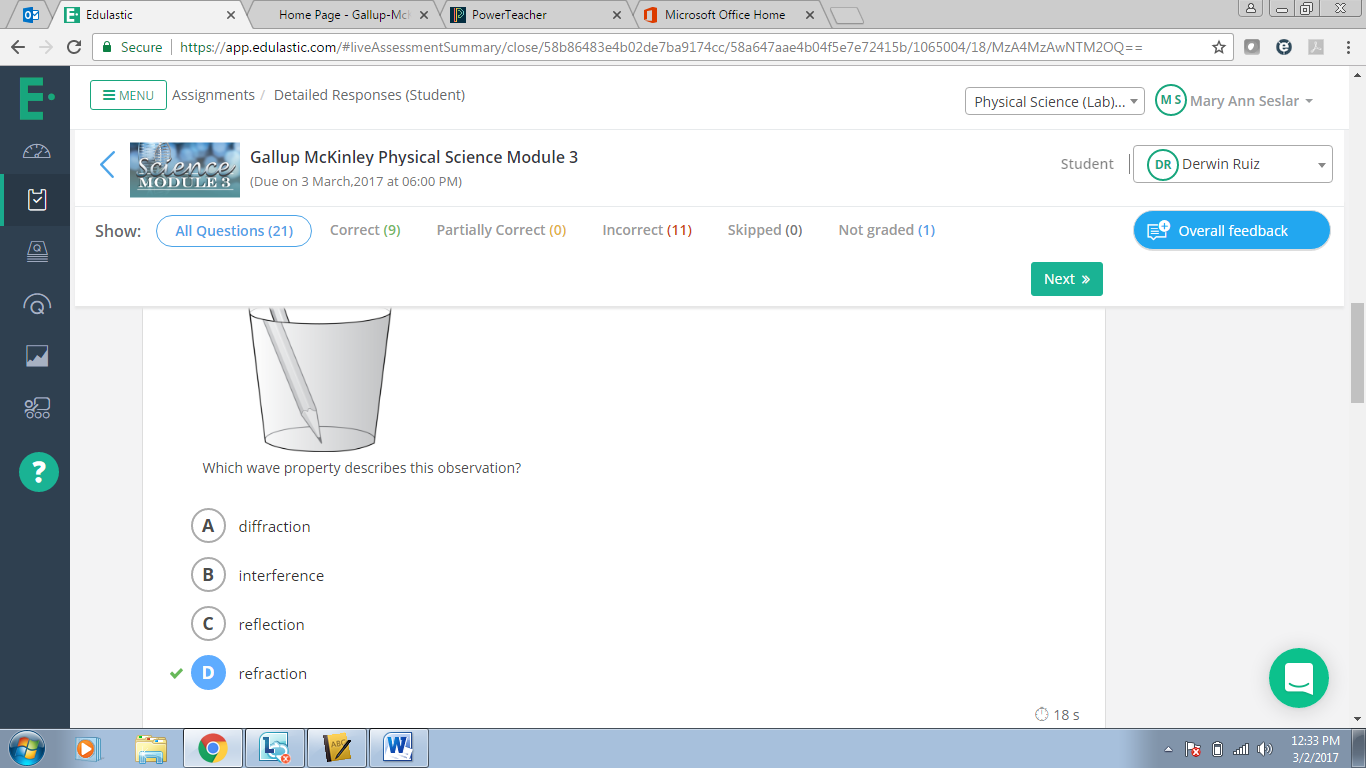 Edulastic
Home Page - Gallup-McK
PowerTeacher
Microsoft Office Home
Secure
https://app.edulastic.com/#liveAssessmentSummary/close/58b86483e4b02de7ba9174cc/58b647aae4b04f5e7e72415b/1065004/18/MzA4MzAwNTM2OQ==
E
MENU
Assignments / Detailed Responses (Student)
Physical Science (Lab)...
MS
Mary Ann Seslar
Science
MODULE 3
Gallup McKinley Physical Science Module 3
(Due on 3 March,2017 at 06:00 PM)
Student
DR
Derwin Ruiz
Show:
All Questions (21)
Correct (9)
Partially Correct (0)
Incorrect (11)
Skipped (0)
Not graded (1)
Overall feedback
Next »
Which wave property describes this observation?
A diffraction
B interference
C reflection
D refraction
18 s
?
12:33 PM
3/2/2017